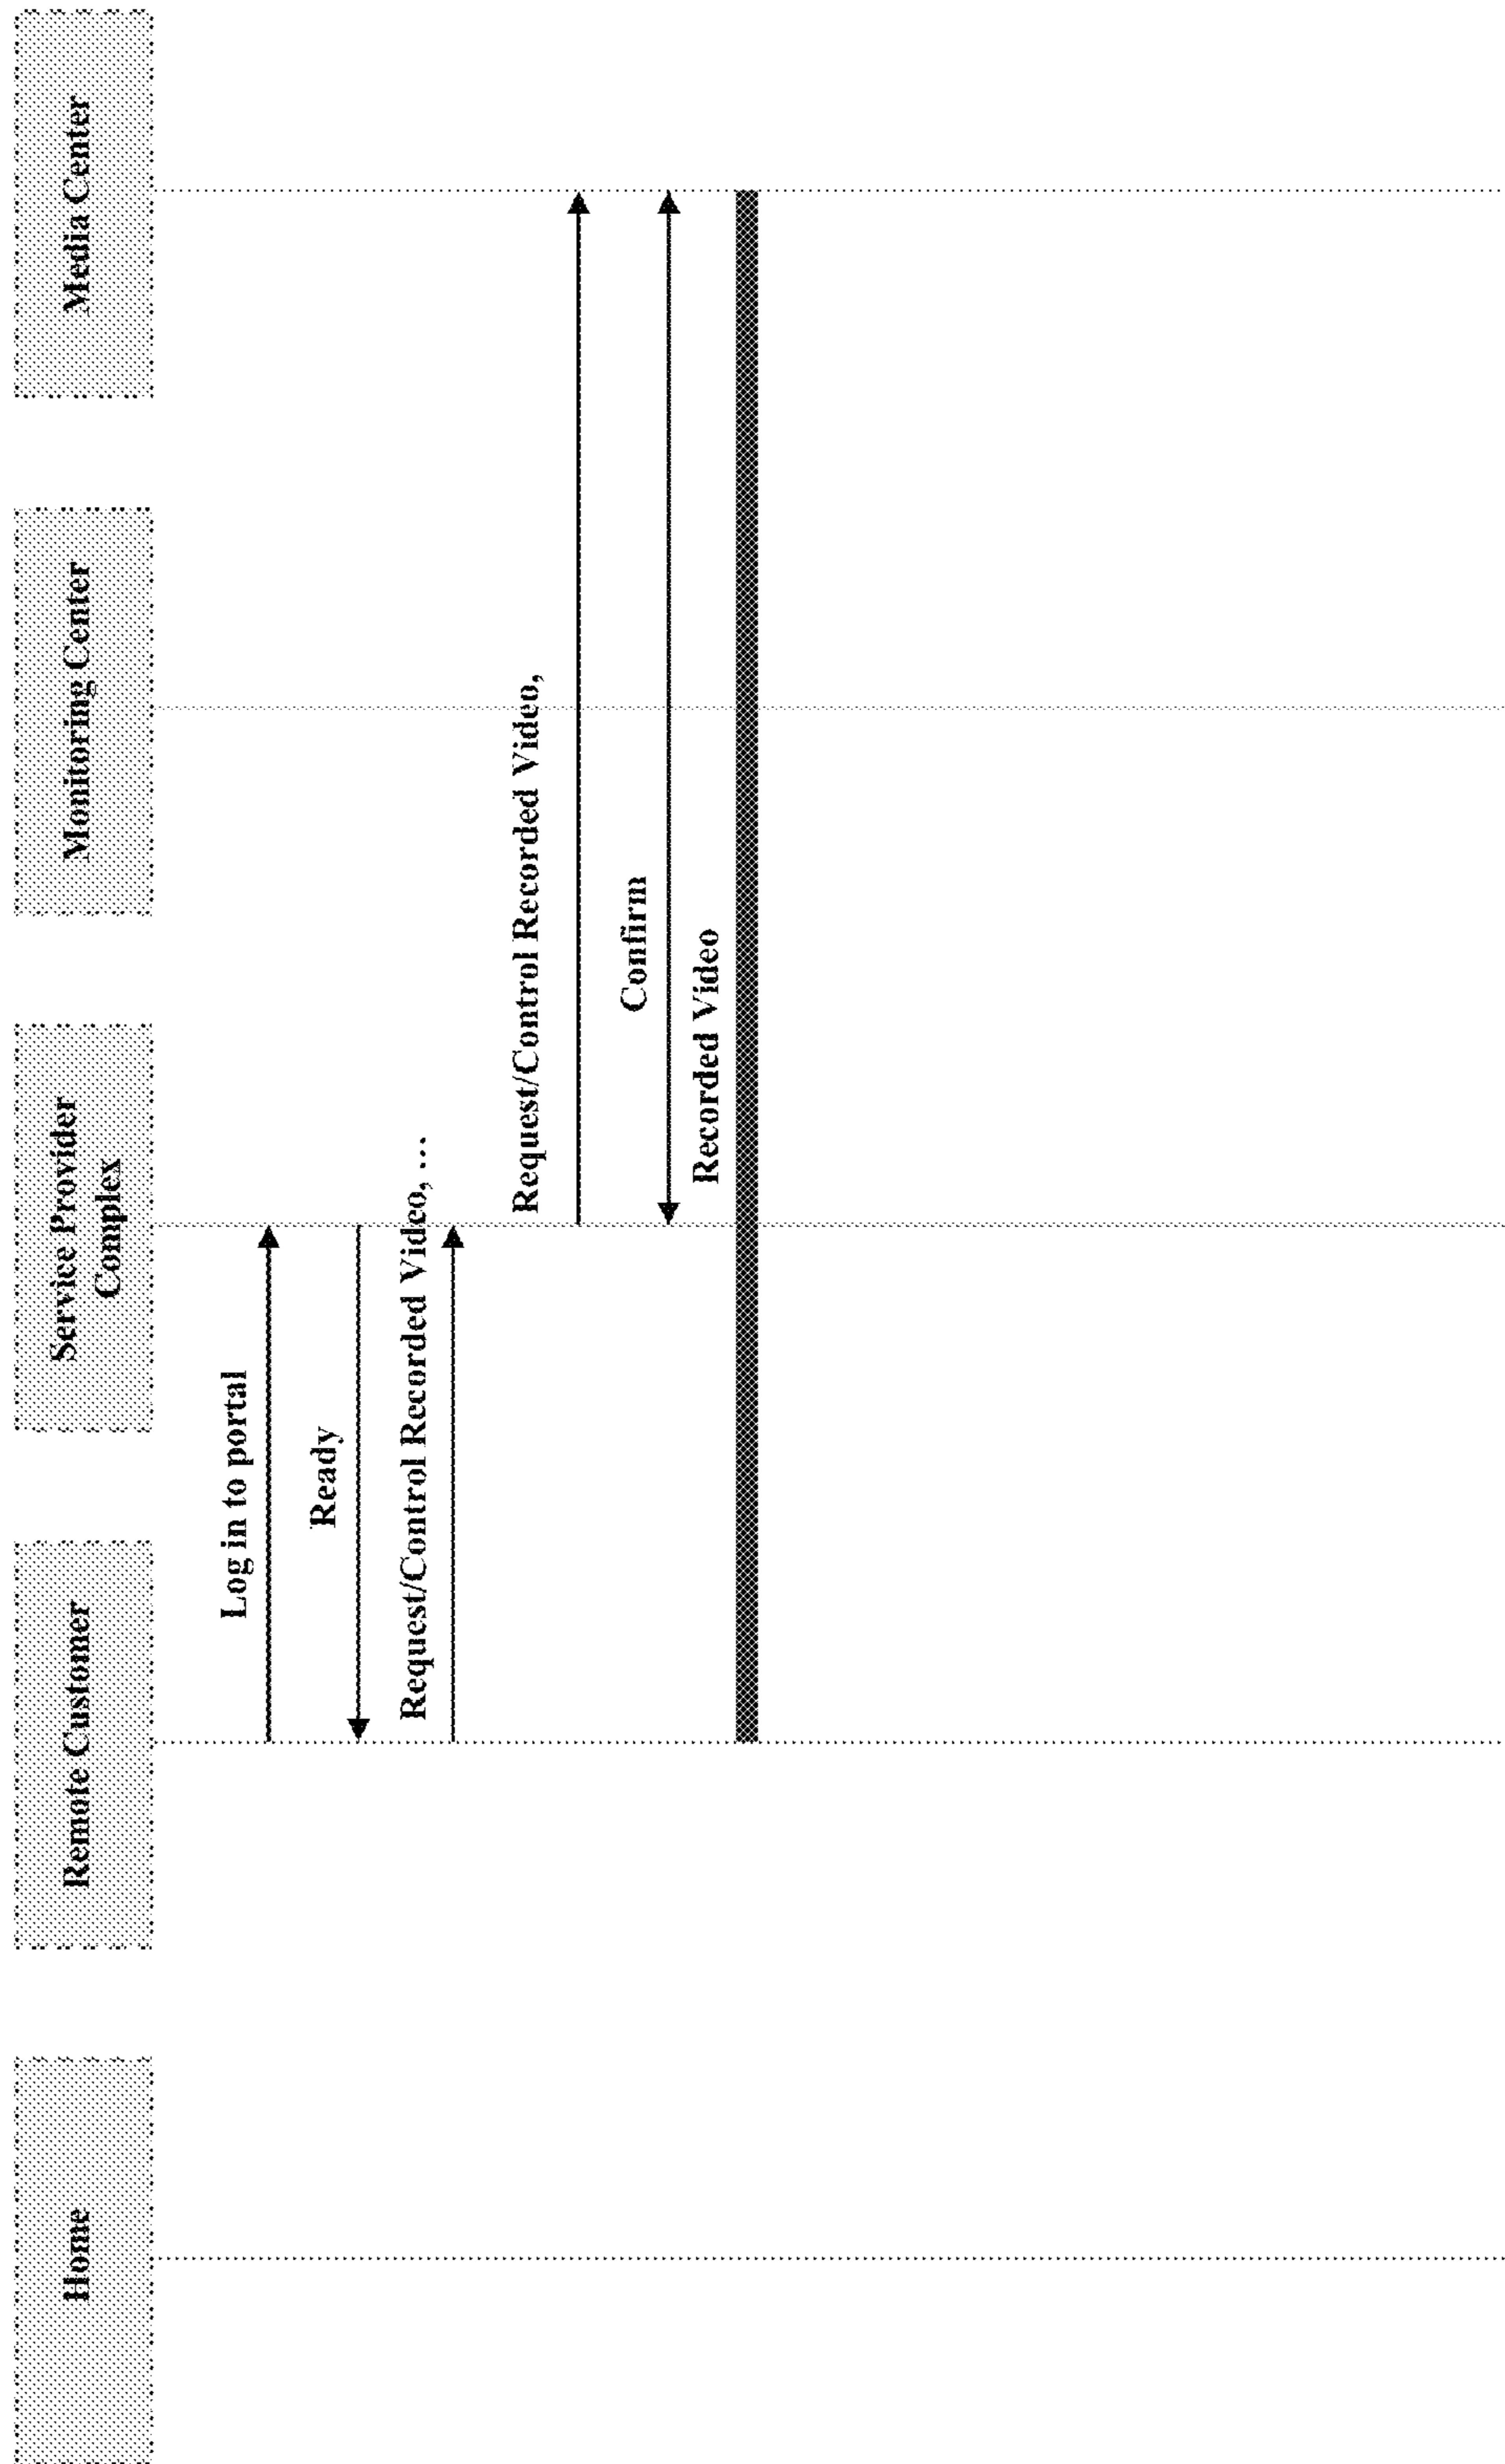 Home
Remote Customer
Service Provider
Complex
Monitoring Center
Media Center
Log in to portal
Ready
Request/Control Recorded Video, ...
Request/Control Recorded Video,
Confirm
Recorded Video